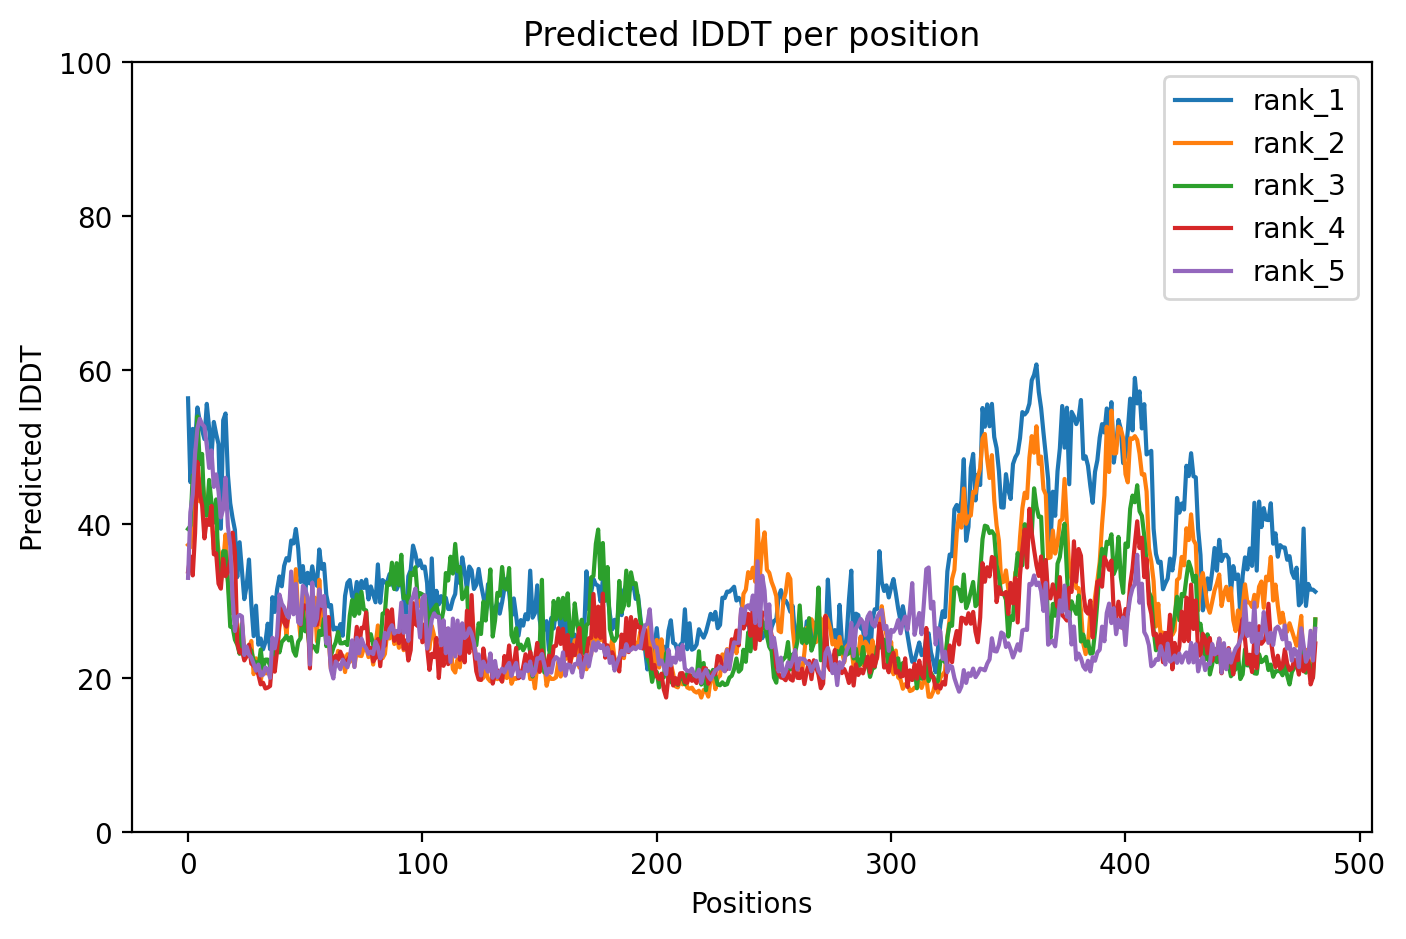 Predicted lDDT per position
100
80
60
40
20
0
Predicted lDDT
rank_1
rank_2
rank_3
rank_4
rank_5
0 100 200 300 400 500
Positions